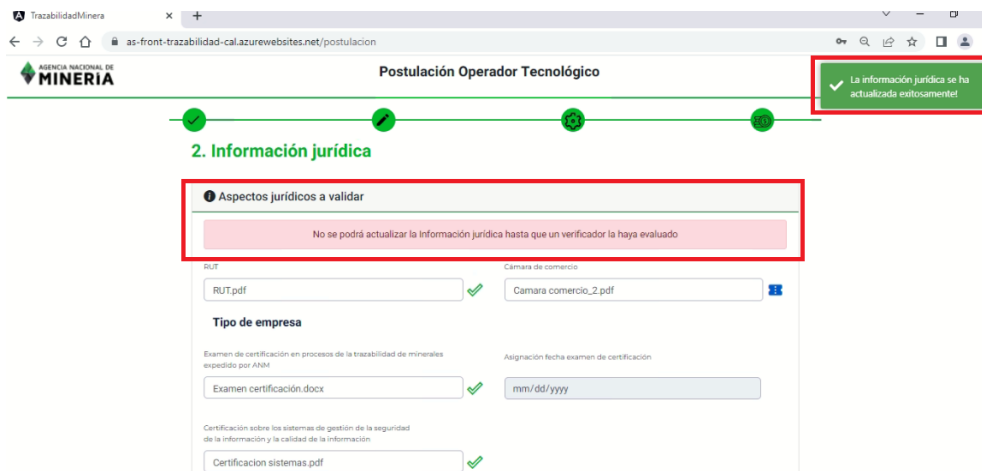 TrazabilidadMinera
as-front-trazabilidad-cal.azurewebsites.net/postulacion
AGENCIA NACIONAL DE
MINERÍA
Postulación Operador Tecnológico
La información jurídica se ha
actualizada exitosamente!
2. Información jurídica
Aspectos jurídicos a validar
No se podrá actualizar la Información jurídica hasta que un verificador la haya evaluado
RUT
Cámara de comercio
RUT.pdf
Camara comercio_2.pdf
Tipo de empresa
Examen de certificación en procesos de la trazabilidad de minerales
expedido por ANM
Asignación fecha examen de certificación
Examen certificación.docx
mm/dd/yyyy
Certificación sobre los sistemas de gestión de la seguridad
de la información y la calidad de la información
Certificacion sistemas.pdf